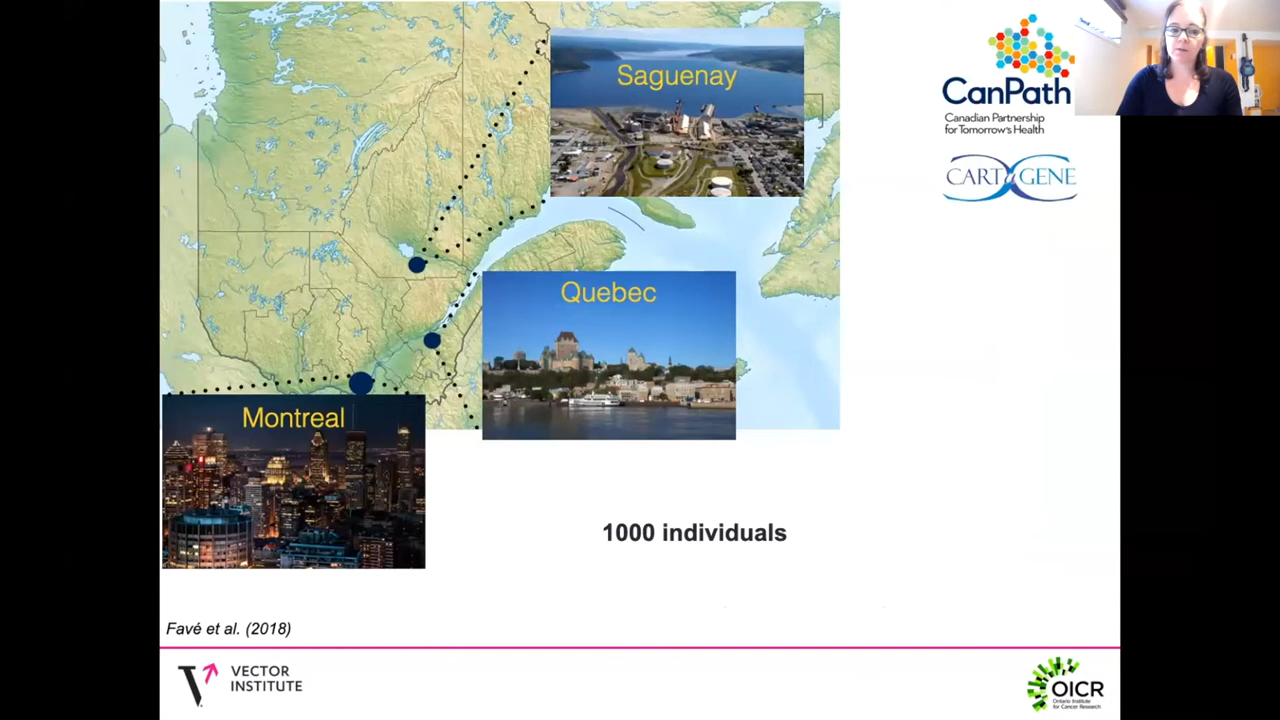 Saguenay
CanPath
Canadian Partnership
for Tomorrow's Health
CARTaGENE
Quebec
Montreal
1000 individuals
Favé et al. (2018)
VECTOR
INSTITUTE
OICR
Ontario Institute
for Cancer Research